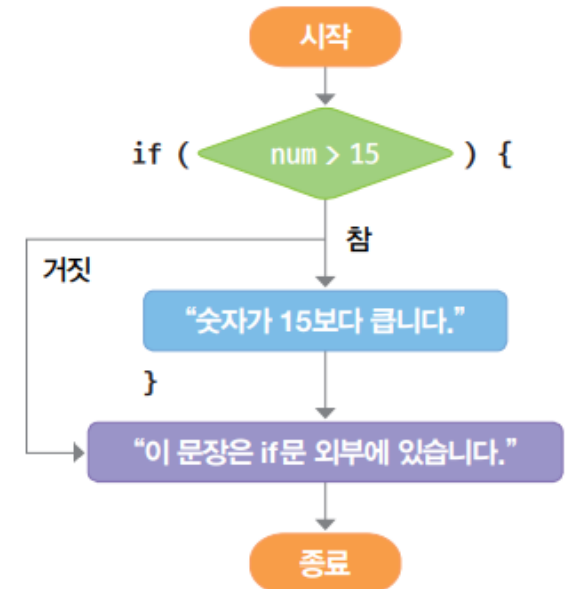 시작
if ( num > 15 ) {
참
거짓
“숫자가 15보다 큽니다.”
}
“이 문장은 if문 외부에 있습니다.”
종료